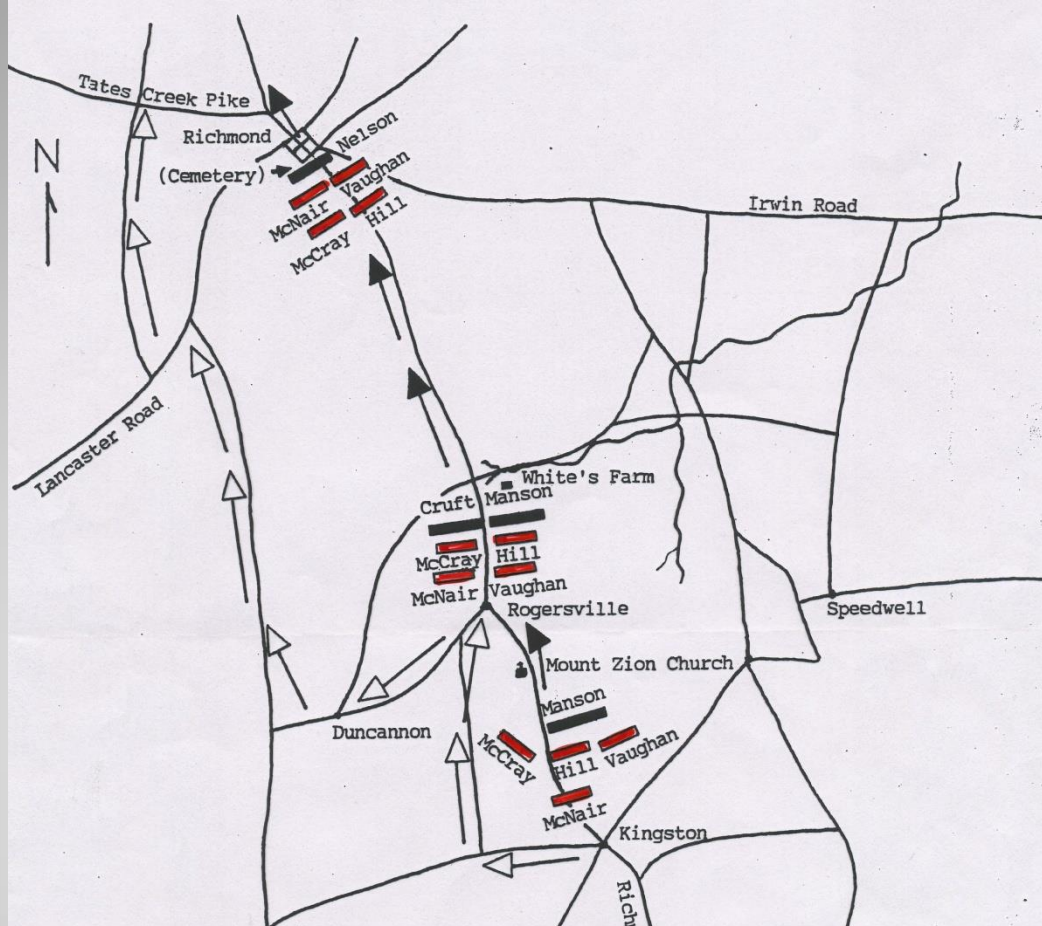 Tates Creek Pike
Richmond
Nelson
N
(Cemetery)
Vaughan
McNair
Hill
McCray
Irwin Road
Lancaster Road
White's Farm
Cruft
Manson
McCray
Hill
McNair
Vaughan
Rogersville
Speedwell
Mount Zion Church
Manson
Duncannon
McCray
Hill
Vaughan
McNair
Kingston
Rich